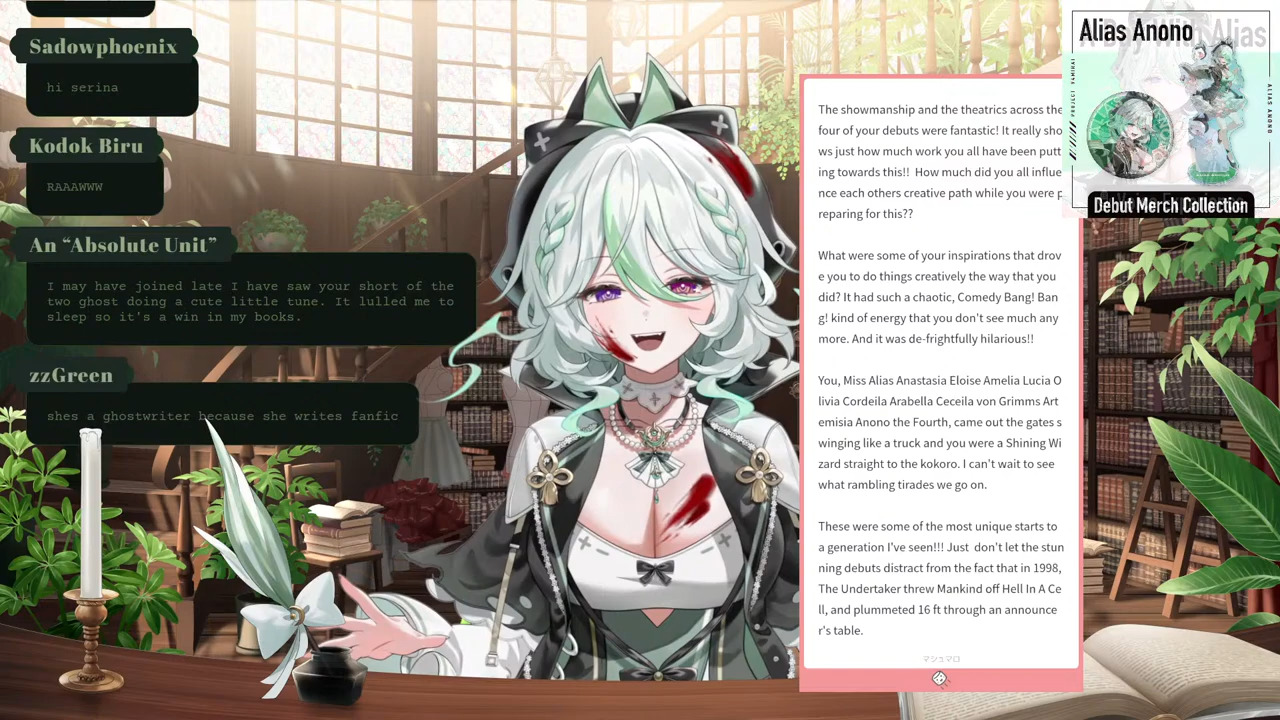 Sadowphoenix
hi serina
Kodok Biru
RAAAWWW
An “Absolute Unit”
I may have joined late I have saw your short of the
two ghost doing a cute little tune. It lulled me to
sleep so it's a win in my books.
zzGreen
shes a ghostwriter because she writes fanfic
The showmanship and the theatrics across the
four of your debuts were fantastic! It really sho
ws just how much work you all have been putt
ing towards this!! How much did you all influe
nce each others creative path while you were p
reparing for this??
What were some of your inspirations that drov
e you to do things creatively the way that you
did? It had such a chaotic, Comedy Bang! Ban
g! kind of energy that you don't see much any
more. And it was de-frightfully hilarious!!
You, Miss Alias Anastasia Eloise Amelia Lucia O
livia Cordeila Arabella Ceceila von Grimms Art
emisia Anono the Fourth, came out the gates s
winging like a truck and you were a Shining Wi
zard straight to the kokoro. I can't wait to see
what rambling tirades we go on.
These were some of the most unique starts to
a generation I've seen!!! Just don't let the stun
ning debuts distract from the fact that in 1998,
The Undertaker threw Mankind off Hell In A Ce
ll, and plummeted 16 ft through an announce
r's table.
マシュマロ
Alias Anono
A Day With Alias
ALIAS ANONO
Debut Merch Collection